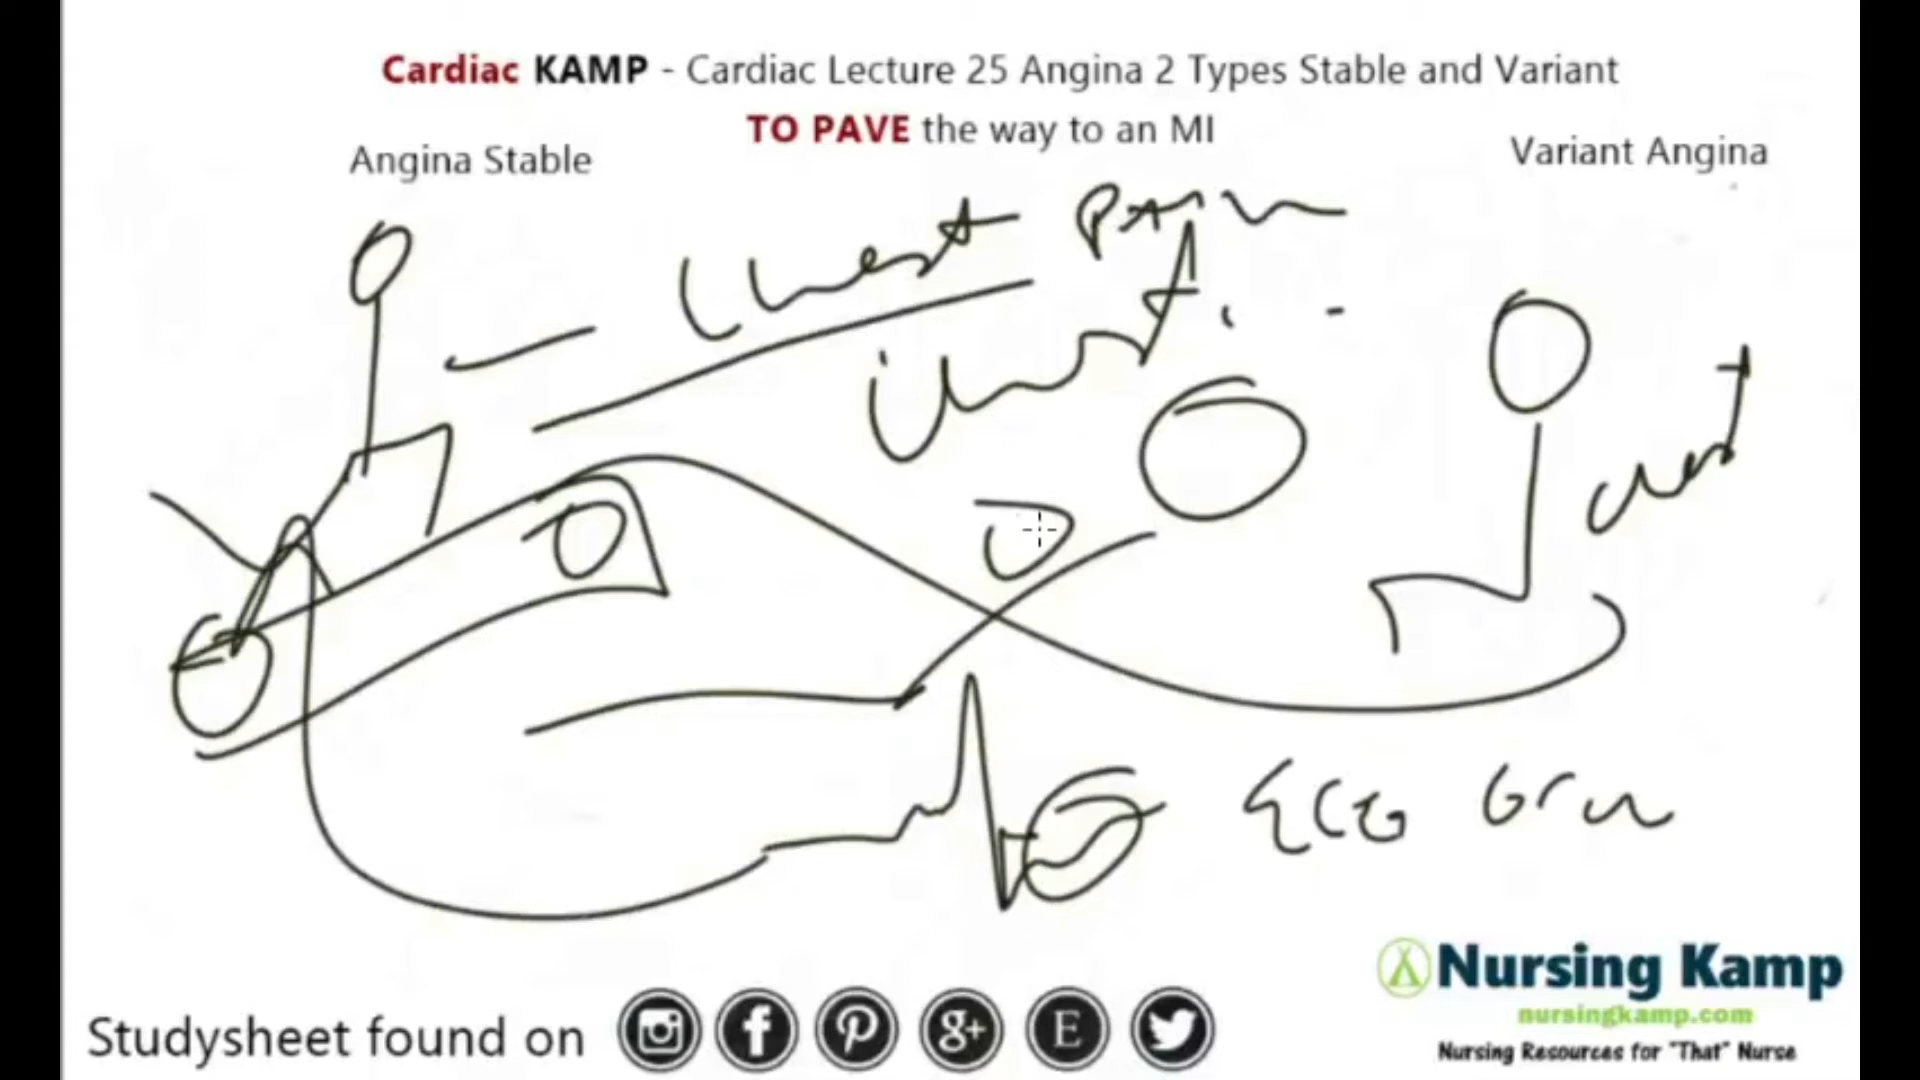 Cardiac KAMP - Cardiac Lecture 25 Angina 2 Types Stable and Variant
TO PAVE the way to an MI
Angina Stable
Variant Angina
Chest Pain
Chest
ECG
Nursing Kamp
nursingkamp.com
Nursing Resources for "That" Nurse
Studysheet found on
f
g+
E